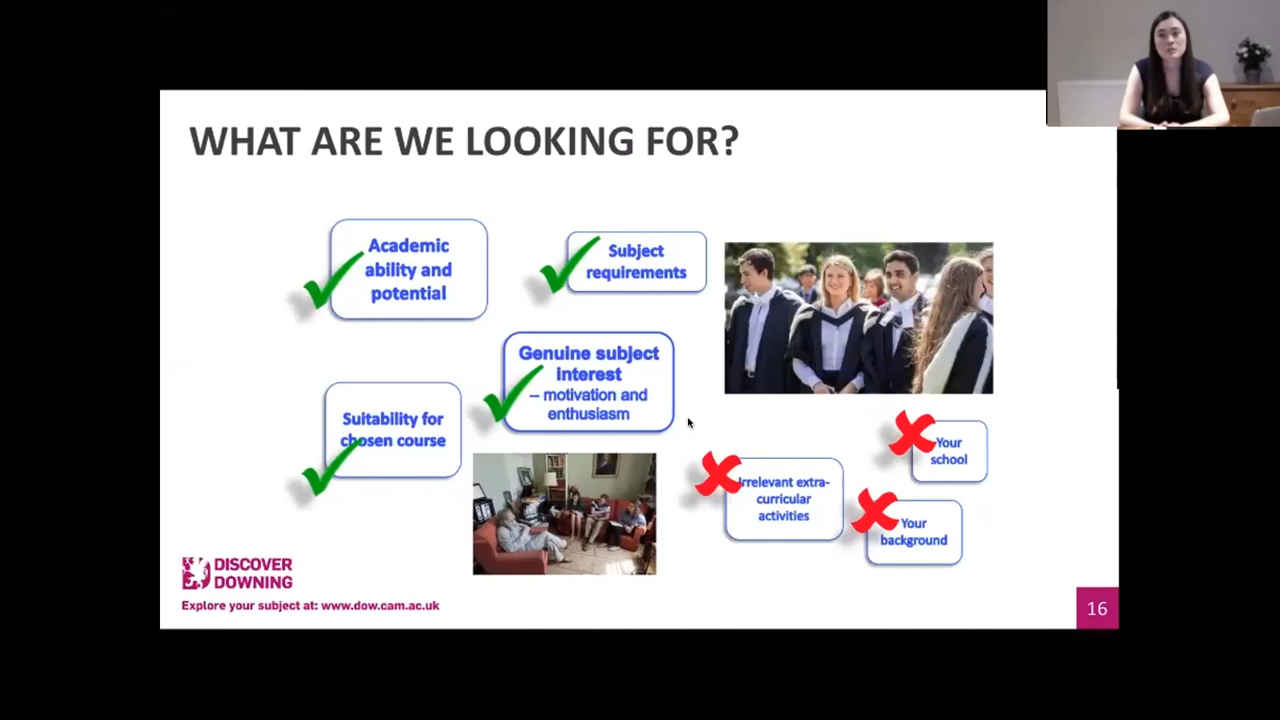 WHAT ARE WE LOOKING FOR?
Academic
ability and
potential
Subject
requirements
Genuine subject
interest
– motivation and
enthusiasm
Suitability for
chosen course
Irrelevant extra-
curricular
activities
Your
school
Your
background
DISCOVER
DOWNING
Explore your subject at: www.dow.cam.ac.uk
16